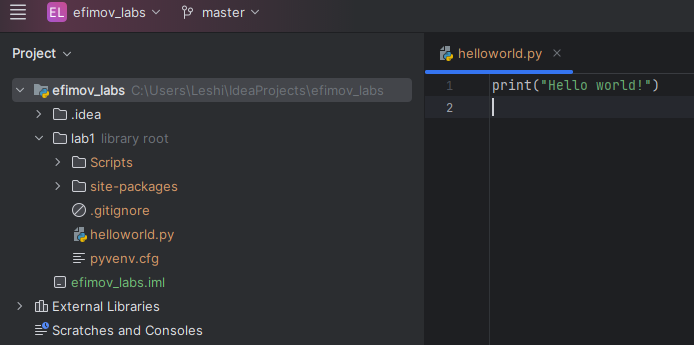 EL efimov_labs master
Project
efimov_labs C:\Users\Leshi\IdeaProjects\efimov_labs
.idea
lab1 library root
Scripts
site-packages
.gitignore
helloworld.py
pyvenv.cfg
efimov_labs.iml
External Libraries
Scratches and Consoles
helloworld.py
1 print("Hello world!")
2